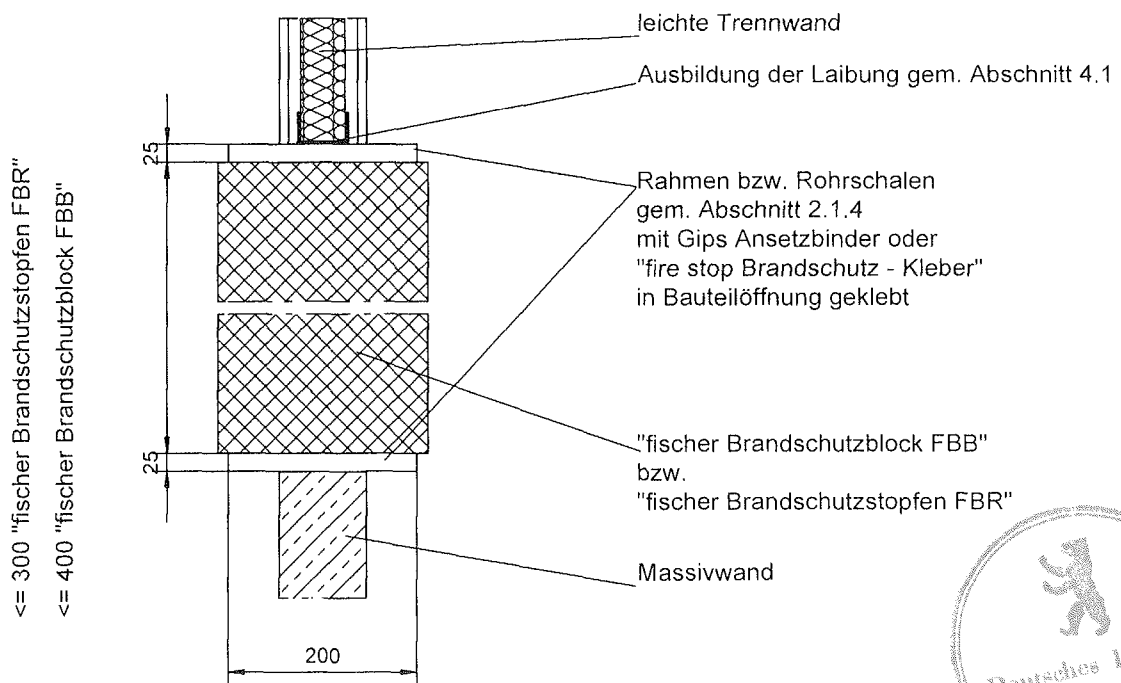 leichte Trennwand
Ausbildung der Laibung gem. Abschnitt 4.1
25
Rahmen bzw. Rohrschalen
gem. Abschnitt 2.1.4
mit Gips Ansetzbinder oder
"fire stop Brandschutz - Kleber"
in Bauteilöffnung geklebt
<= 300 "fischer Brandschutzstopfen FBR"
<= 400 "fischer Brandschutzblock FBB"
"fischer Brandschutzblock FBB"
bzw.
"fischer Brandschutzstopfen FBR"
25
Massivwand
200
Deutsches